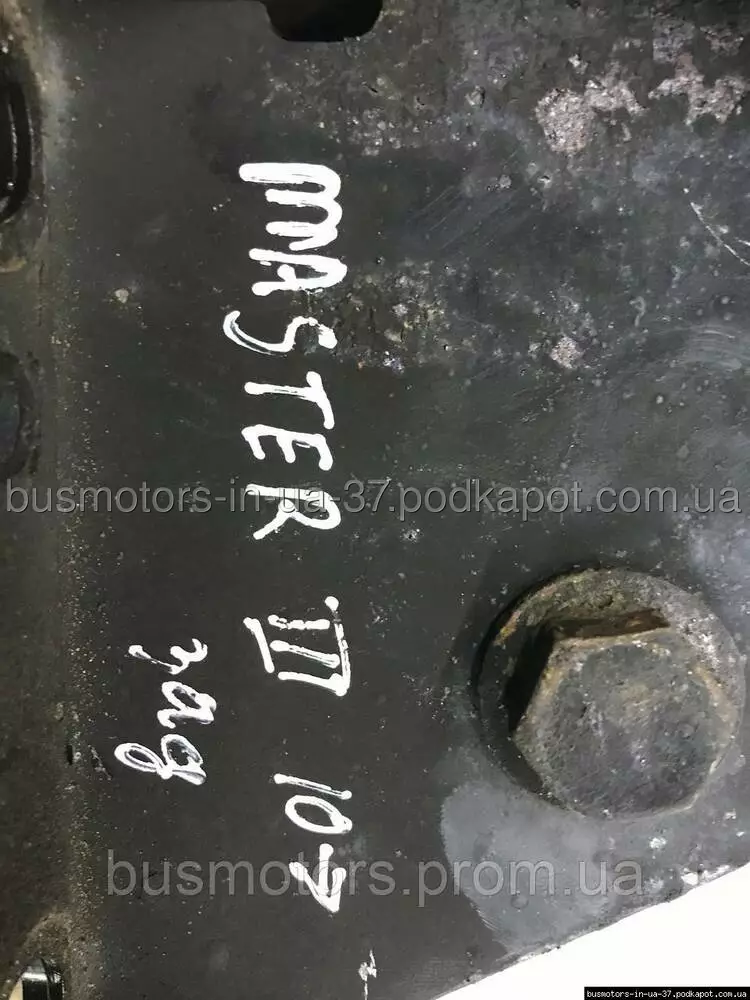 MASTER III 10→
зад
busmotors-in-ua-37.podkapot.com.ua
busmotors.prom.ua
busmotors-in-ua-37.podkapot.com.ua